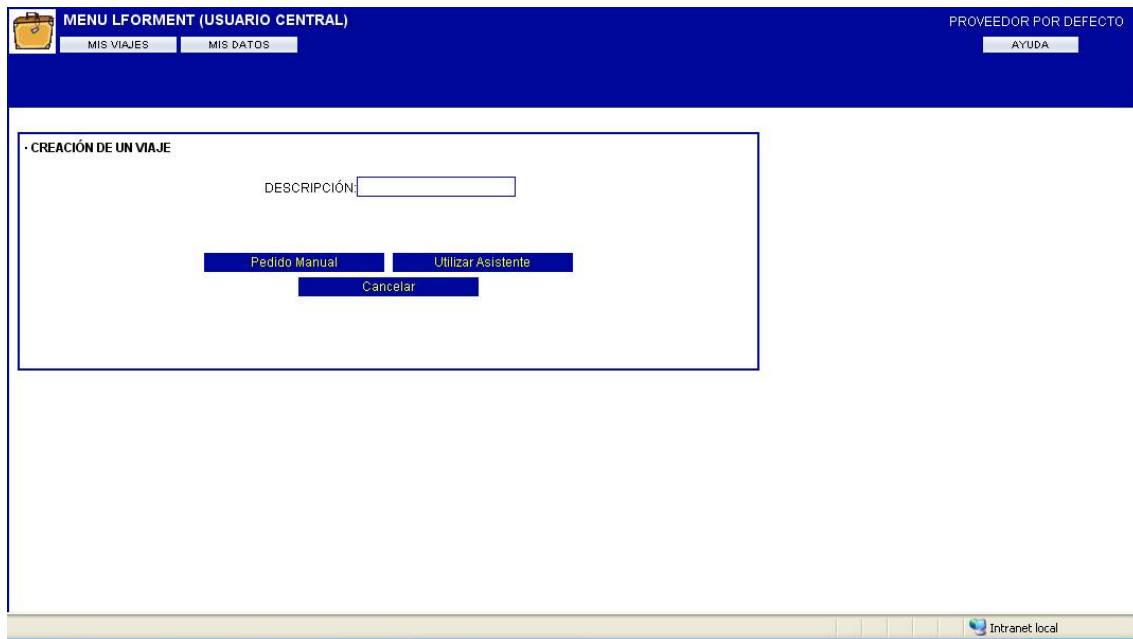 MENU LFORMENT (USUARIO CENTRAL)
PROVEEDOR POR DEFECTO
MIS VIAJES
MIS DATOS
AYUDA
· CREACIÓN DE UN VIAJE
DESCRIPCIÓN:
Pedido Manual
Utilizar Asistente
Cancelar
Intranet local